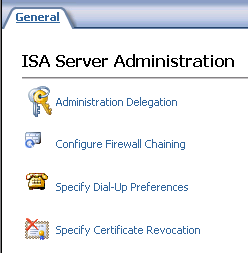 General
ISA Server Administration
Administration Delegation
Configure Firewall Chaining
Specify Dial-Up Preferences
Specify Certificate Revocation